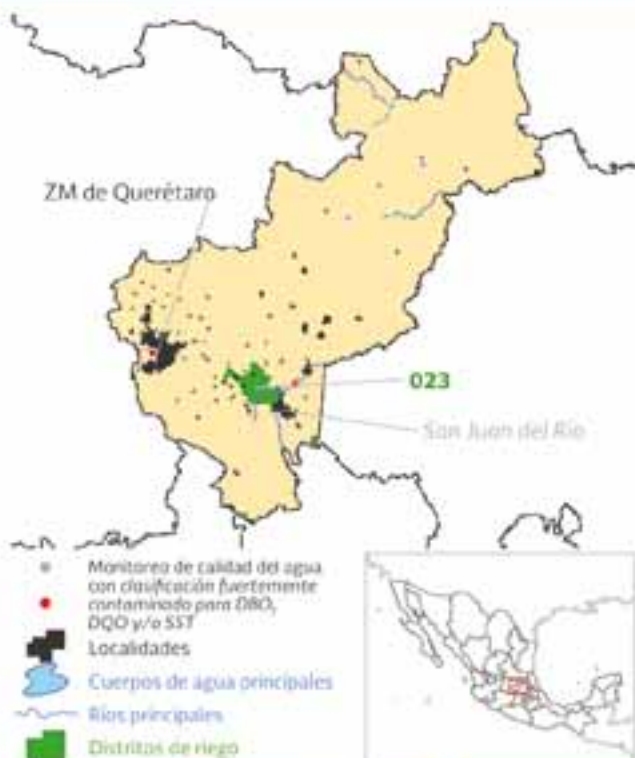 ZM de Querétaro
023
San Juan del Río
Monitoreo de calidad del agua
con clasificación fuertemente
contaminado para DBO,
DQO y/o SST
Localidades
Cuerpos de agua principales
Ríos principales
Distritos de riego